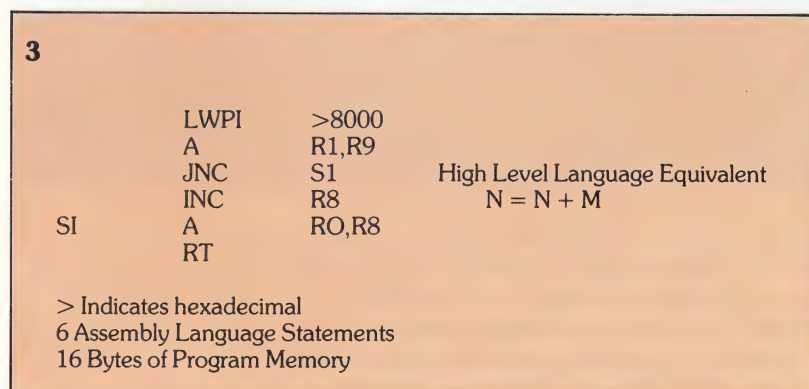 3
LWPI >8000
A R1,R9
JNC S1 High Level Language Equivalent
INC R8 N = N + M
SI A RO,R8
RT
> Indicates hexadecimal
6 Assembly Language Statements
16 Bytes of Program Memory